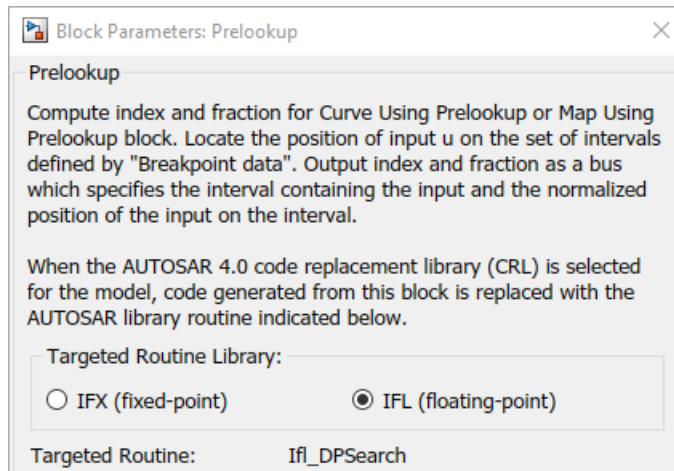 Block Parameters: Prelookup
Prelookup
Compute index and fraction for Curve Using Prelookup or Map Using
Prelookup block. Locate the position of input u on the set of intervals
defined by "Breakpoint data". Output index and fraction as a bus
which specifies the interval containing the input and the normalized
position of the input on the interval.
When the AUTOSAR 4.0 code replacement library (CRL) is selected
for the model, code generated from this block is replaced with the
AUTOSAR library routine indicated below.
Targeted Routine Library:
IFX (fixed-point) IFL (floating-point)
Targeted Routine: Ifl_DPSearch